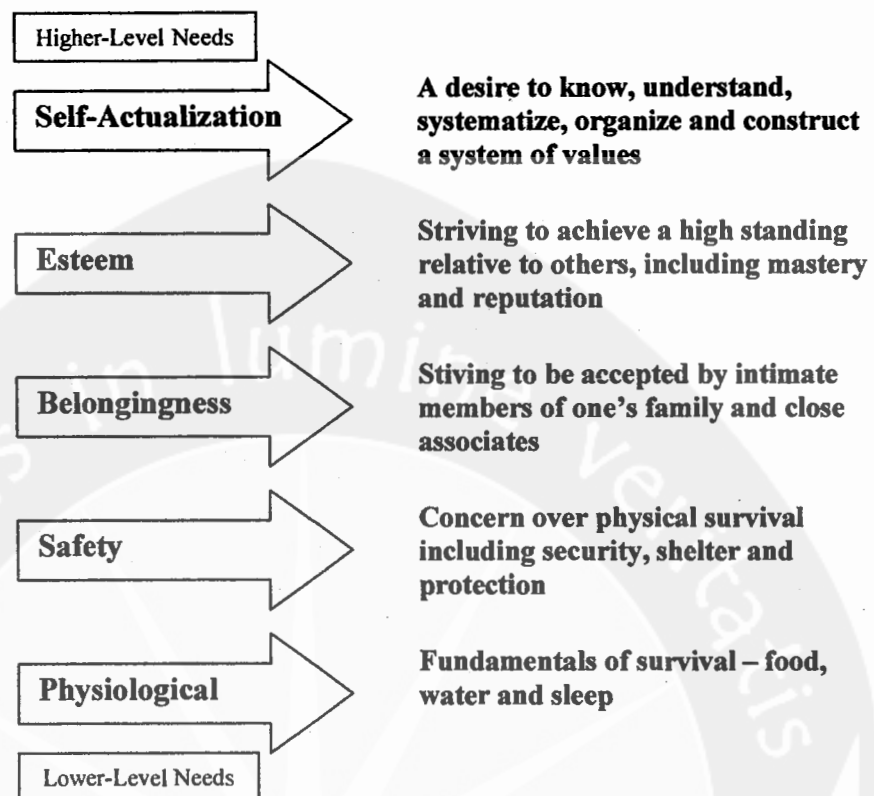 Higher-Level Needs
Self-Actualization
A desire to know, understand,
systematize, organize and construct
a system of values
Esteem
Striving to achieve a high standing
relative to others, including mastery
and reputation
Belongingness
Stiving to be accepted by intimate
members of one's family and close
associates
Safety
Concern over physical survival
including security, shelter and
protection
Physiological
Fundamentals of survival – food,
water and sleep
Lower-Level Needs
in lumine veritatis